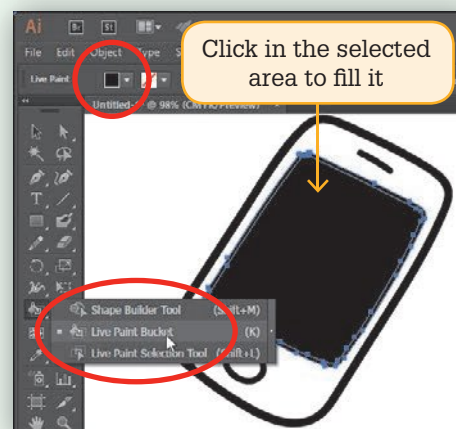 Ai Br St
File Edit Object Type S
Click in the selected
area to fill it
Live Paint
@ 98% (CMYK/Preview)
Shape Builder Tool (Shift+M)
Live Paint Bucket (K)
Live Paint Selection Tool (Shift+L)